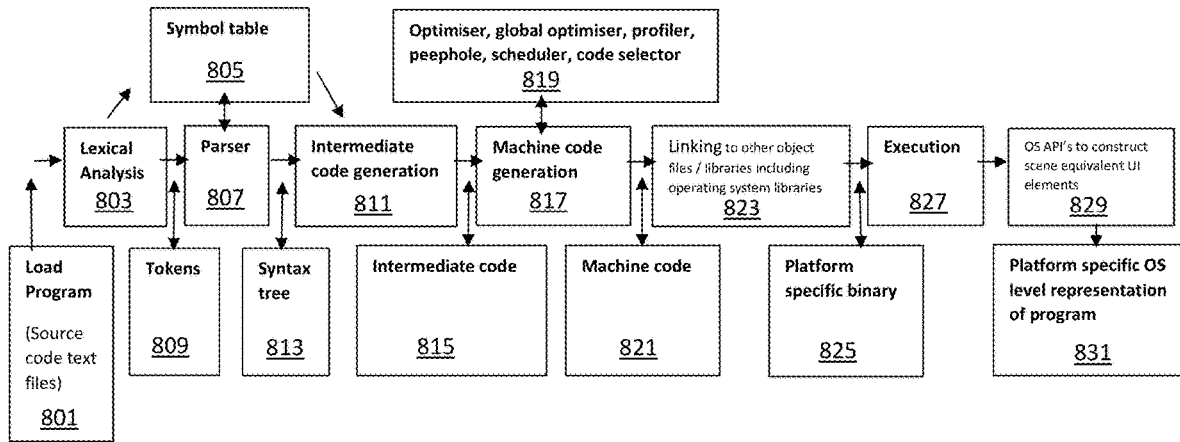 Symbol table
805
Optimiser, global optimiser, profiler,
peephole, scheduler, code selector
819
Lexical
Analysis
803
Parser
807
Intermediate
code generation
811
Machine code
generation
817
Linking to other object
files / libraries including
operating system libraries
823
Execution
827
OS API's to construct
scene equivalent UI
elements
829
Load
Program
(Source
code text
files)
801
Tokens
809
Syntax
tree
813
Intermediate code
815
Machine code
821
Platform
specific binary
825
Platform specific OS
level representation
of program
831